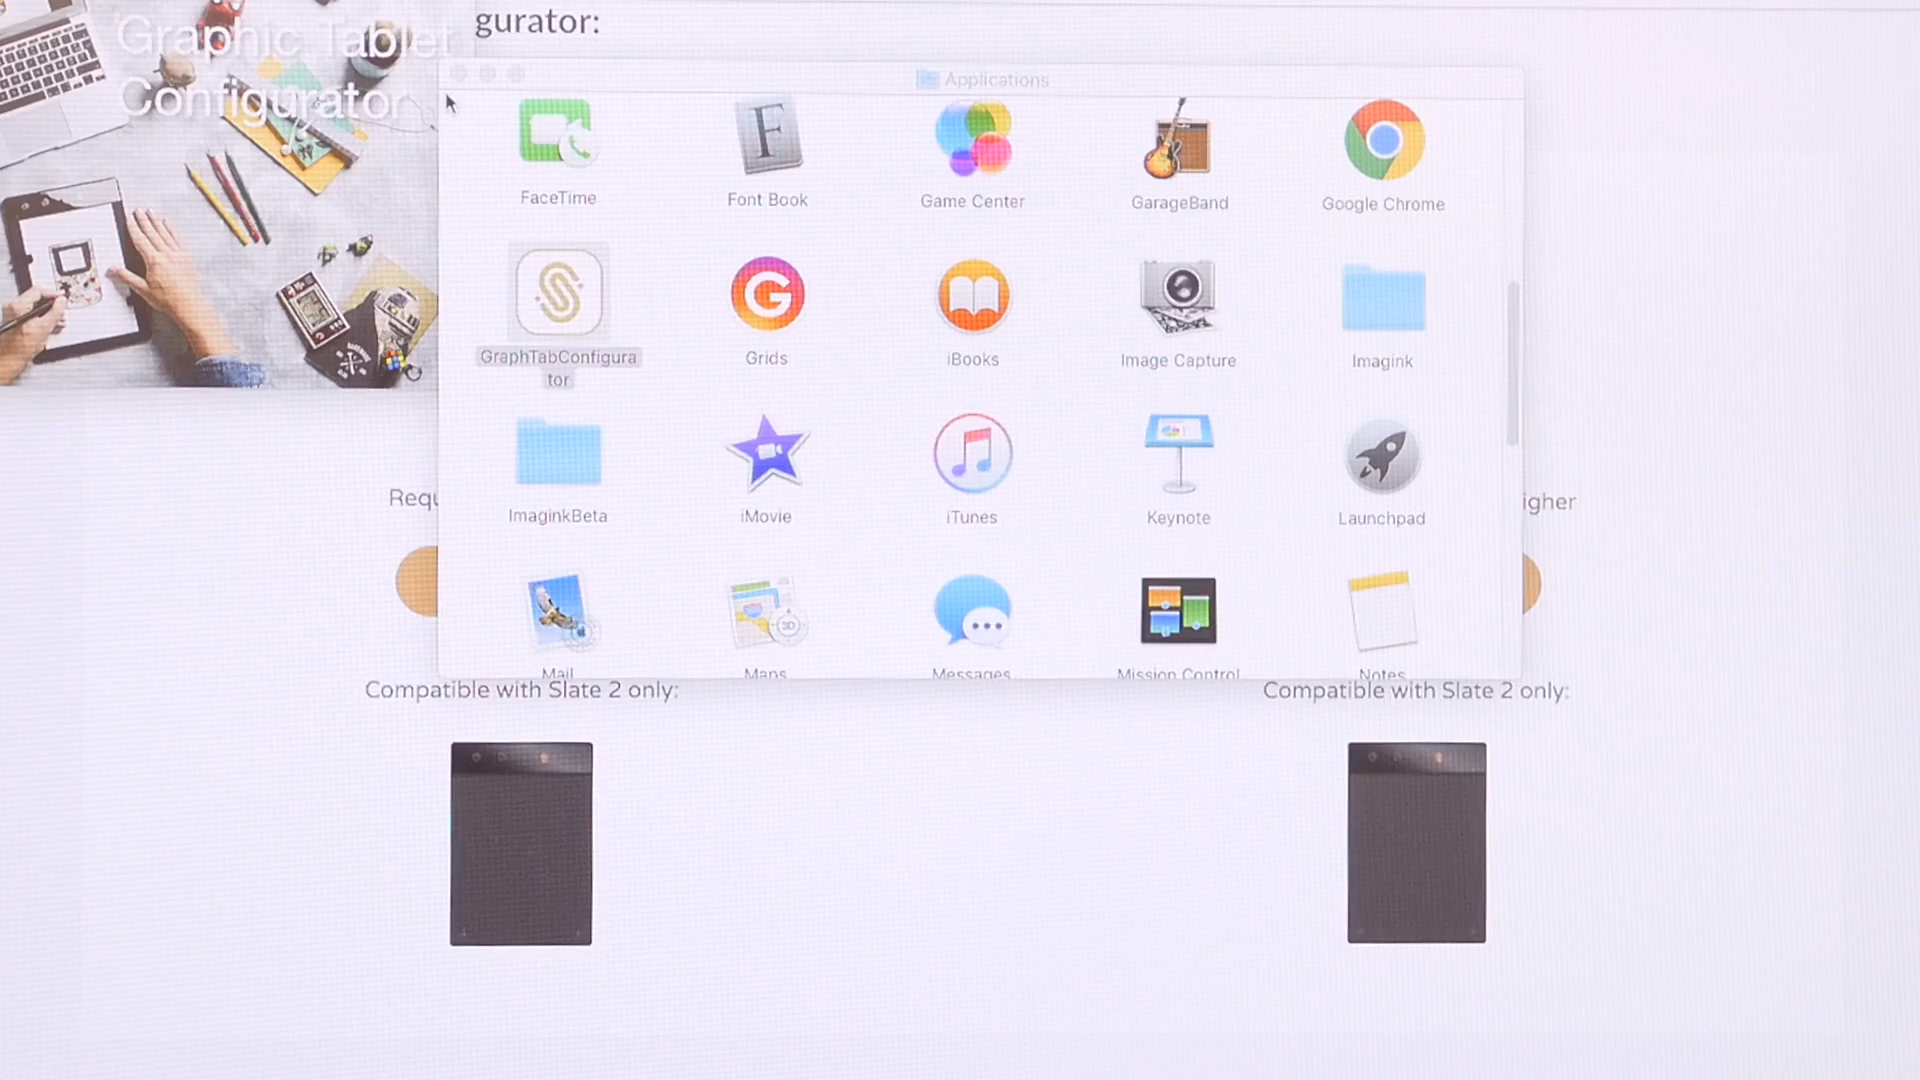 Graphic Tablet
Configurator
gurator:
Applications
FaceTime
Font Book
Game Center
GarageBand
Google Chrome
GraphTabConfigura
tor
Grids
iBooks
Image Capture
Imagink
ImaginkBeta
iMovie
iTunes
Keynote
Launchpad
Requ
igher
Mail
Maps
Messages
Mission Control
Notes
Compatible with Slate 2 only:
Compatible with Slate 2 only: